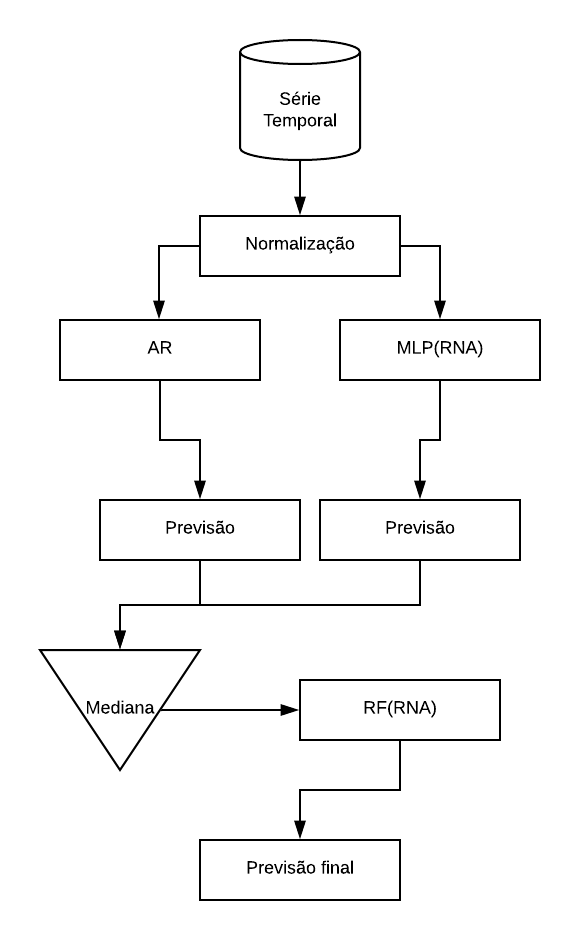 Série
Temporal
Normalização
AR
MLP(RNA)
Previsão
Previsão
Mediana
RF(RNA)
Previsão final